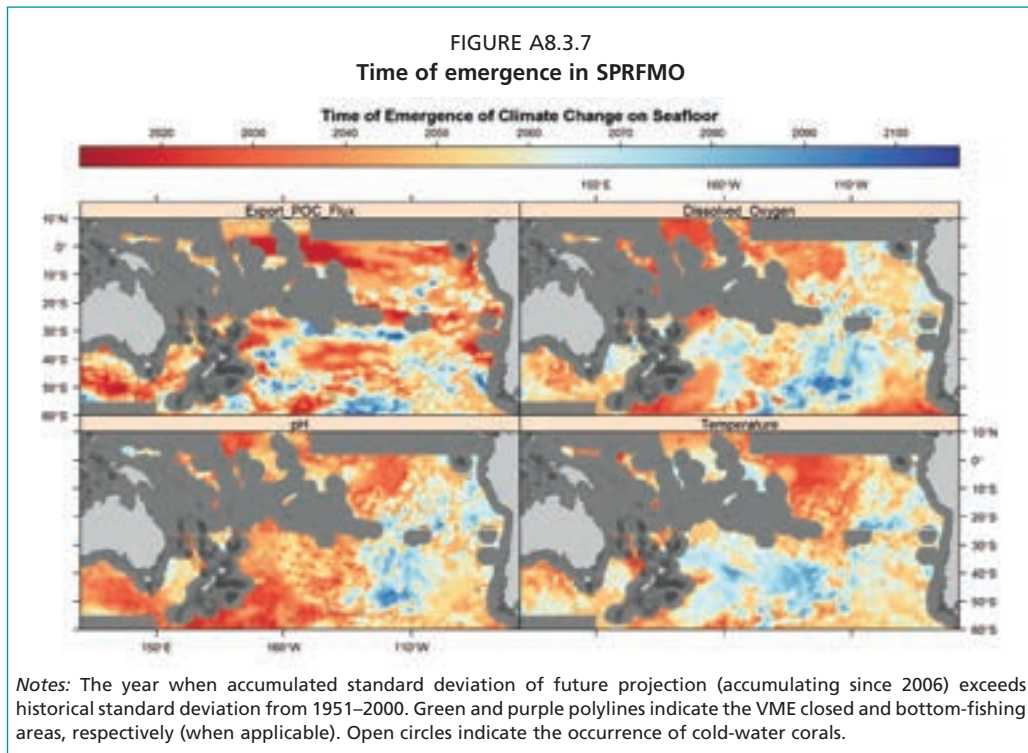 FIGURE A8.3.7
Time of emergence in SPRFMO
Time of Emergence of Climate Change on Seafloor
2020 2030 2040 2050 2060 2070 2080 2090 2100
150°E 160°W 110°W
Export_POC_Flux Dissolved_Oxygen
10°N
0°
10°S
20°S
30°S
40°S
50°S
60°S
pH Temperature
10°N
0°
10°S
20°S
30°S
40°S
50°S
60°S
150°E 160°W 110°W
Notes: The year when accumulated standard deviation of future projection (accumulating since 2006) exceeds
historical standard deviation from 1951–2000. Green and purple polylines indicate the VME closed and bottom-fishing
areas, respectively (when applicable). Open circles indicate the occurrence of cold-water corals.